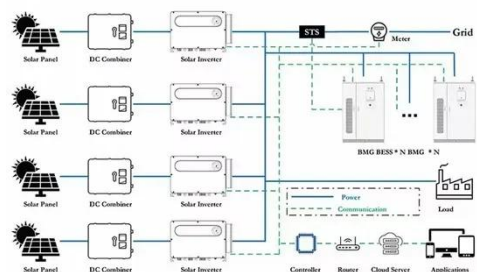 STS
Meter
Grid
Solar Panel
DC Combiner
Solar Inverter
Solar Panel
DC Combiner
Solar Inverter
BMG BESS * N BMG * N
Solar Panel
DC Combiner
Solar Inverter
Power
Communication
Load
Solar Panel
DC Combiner
Solar Inverter
Controller
Router
Cloud Server
Applications